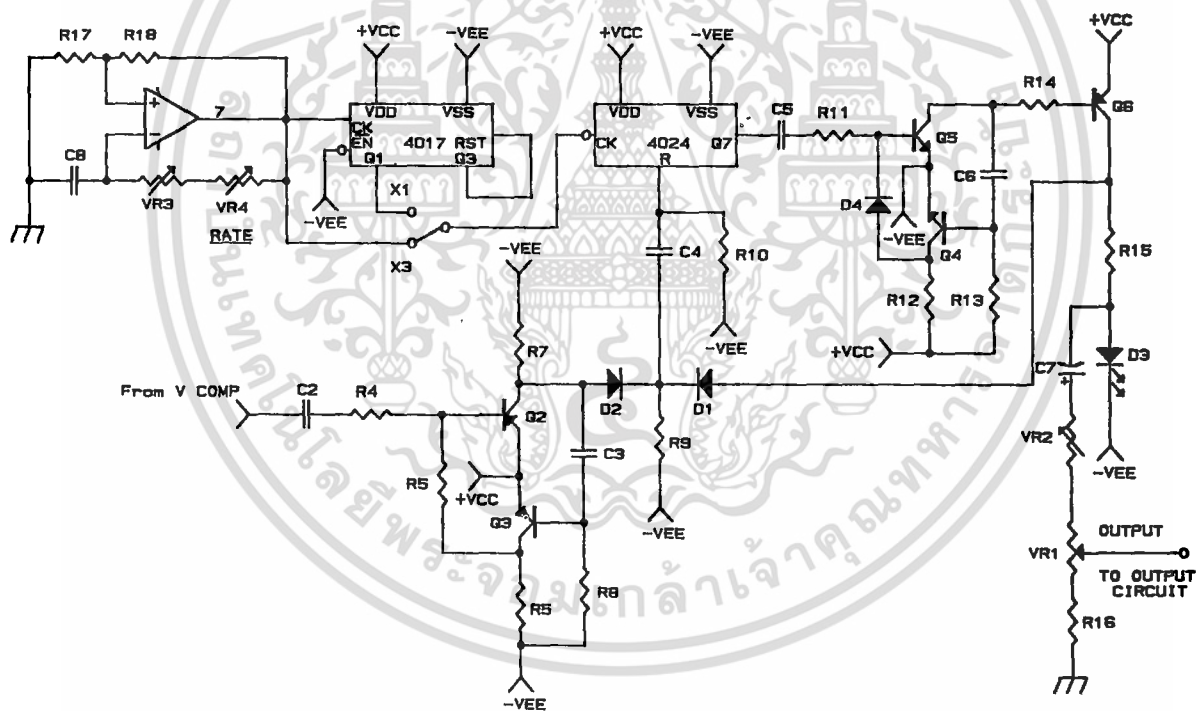 +VCC
R17
R18
+VCC
-VEE
+VCC
-VEE
+
-
7
VDD
VSS
CK
EN
4017
RST
Q1
Q3
VDD
VSS
CK
4024
Q7
R
C5
R11
R14
Q6
Q5
C8
VR3
VR4
RATE
-VEE
X1
X3
C6
D4
-VEE
Q4
-VEE
C4
R10
R12
R13
R15
-VEE
+VCC
R7
C7
+
D3
From V COMP
C2
R4
Q2
D2
D1
VR2
-VEE
C3
R9
R5
+VCC
Q3
-VEE
VR1
OUTPUT
TO OUTPUT
CIRCUIT
R5
R8
R16
-VEE